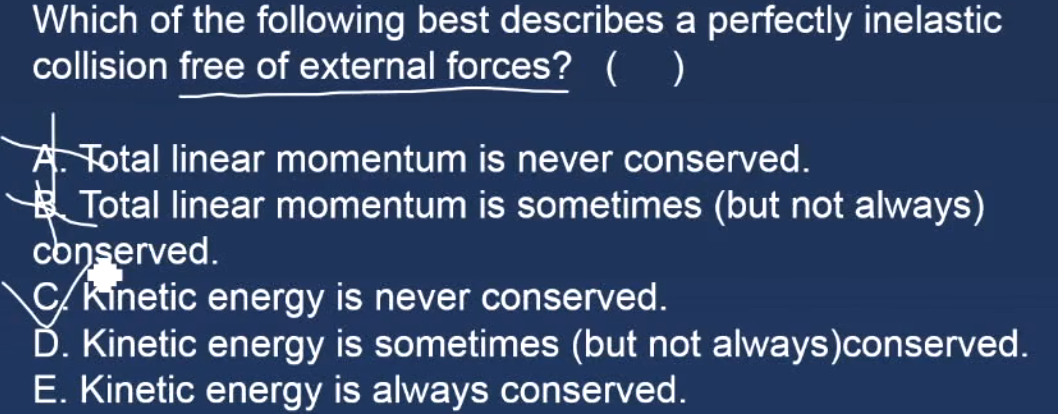 Which of the following best describes a perfectly inelastic
collision free of external forces? (    )
A. Total linear momentum is never conserved.
B. Total linear momentum is sometimes (but not always)
conserved.
C. Kinetic energy is never conserved.
D. Kinetic energy is sometimes (but not always)conserved.
E. Kinetic energy is always conserved.